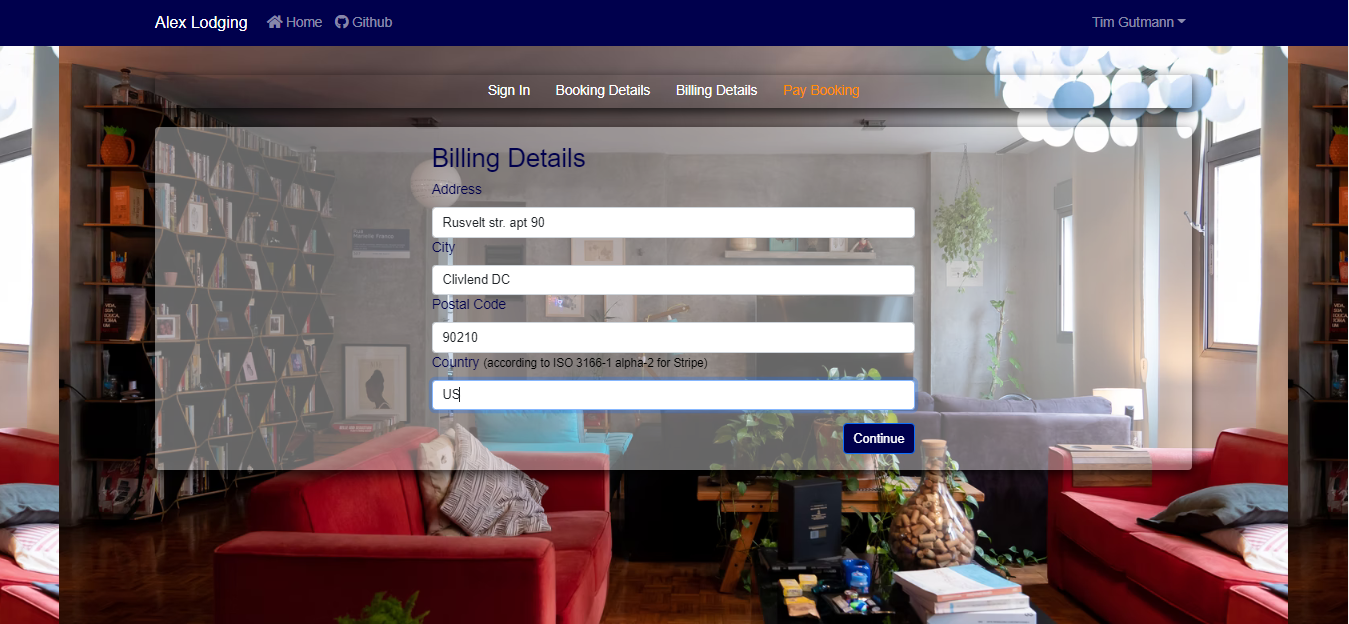 Alex Lodging Home Github Tim Gutmann
Sign In Booking Details Billing Details Pay Booking
Billing Details
Address
Rusvelt str. apt 90
City
Clivlend DC
Postal Code
90210
Country (according to ISO 3166-1 alpha-2 for Stripe)
US
Continue